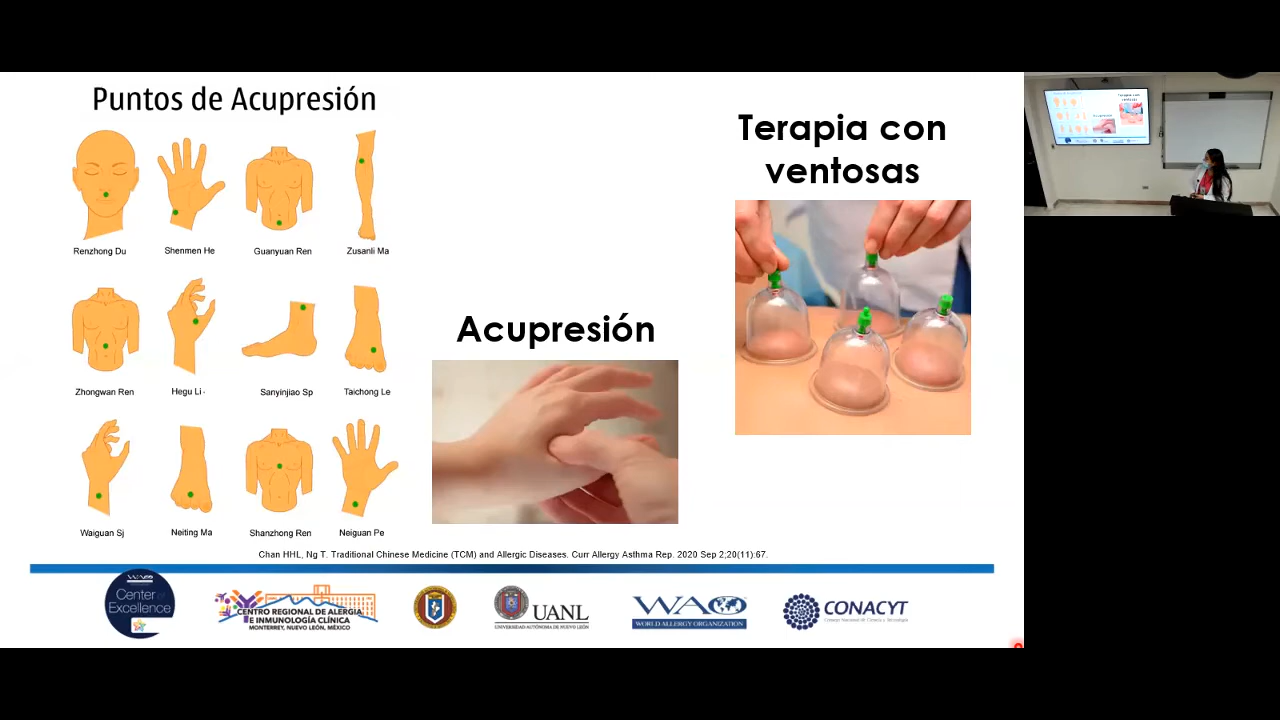 Puntos de Acupresión
Renzhong Du
Shenmen He
Guanyuan Ren
Zusanli Ma
Zhongwan Ren
Hegu Li.
Sanyinjiao Sp
Taichong Le
Waiguan Sj
Neiting Ma
Shanzhong Ren
Neiguan Pe
Acupresión
Terapia con
ventosas
Chan HHL, Ng T. Traditional Chinese Medicine (TCM) and Allergic Diseases. Curr Allergy Asthma Rep. 2020 Sep 2;20(11):67.
WAO
Center of
Excellence
CENTRO REGIONAL DE ALERGIA
E INMUNOLOGÍA CLÍNICA
MONTERREY, NUEVO LEÓN, MÉXICO
UANL
UNIVERSIDAD AUTÓNOMA DE NUEVO LEÓN
WAO
WORLD ALLERGY ORGANIZATION
CONACYT
Consejo Nacional de Ciencia y Tecnología
Terapia con
ventosas